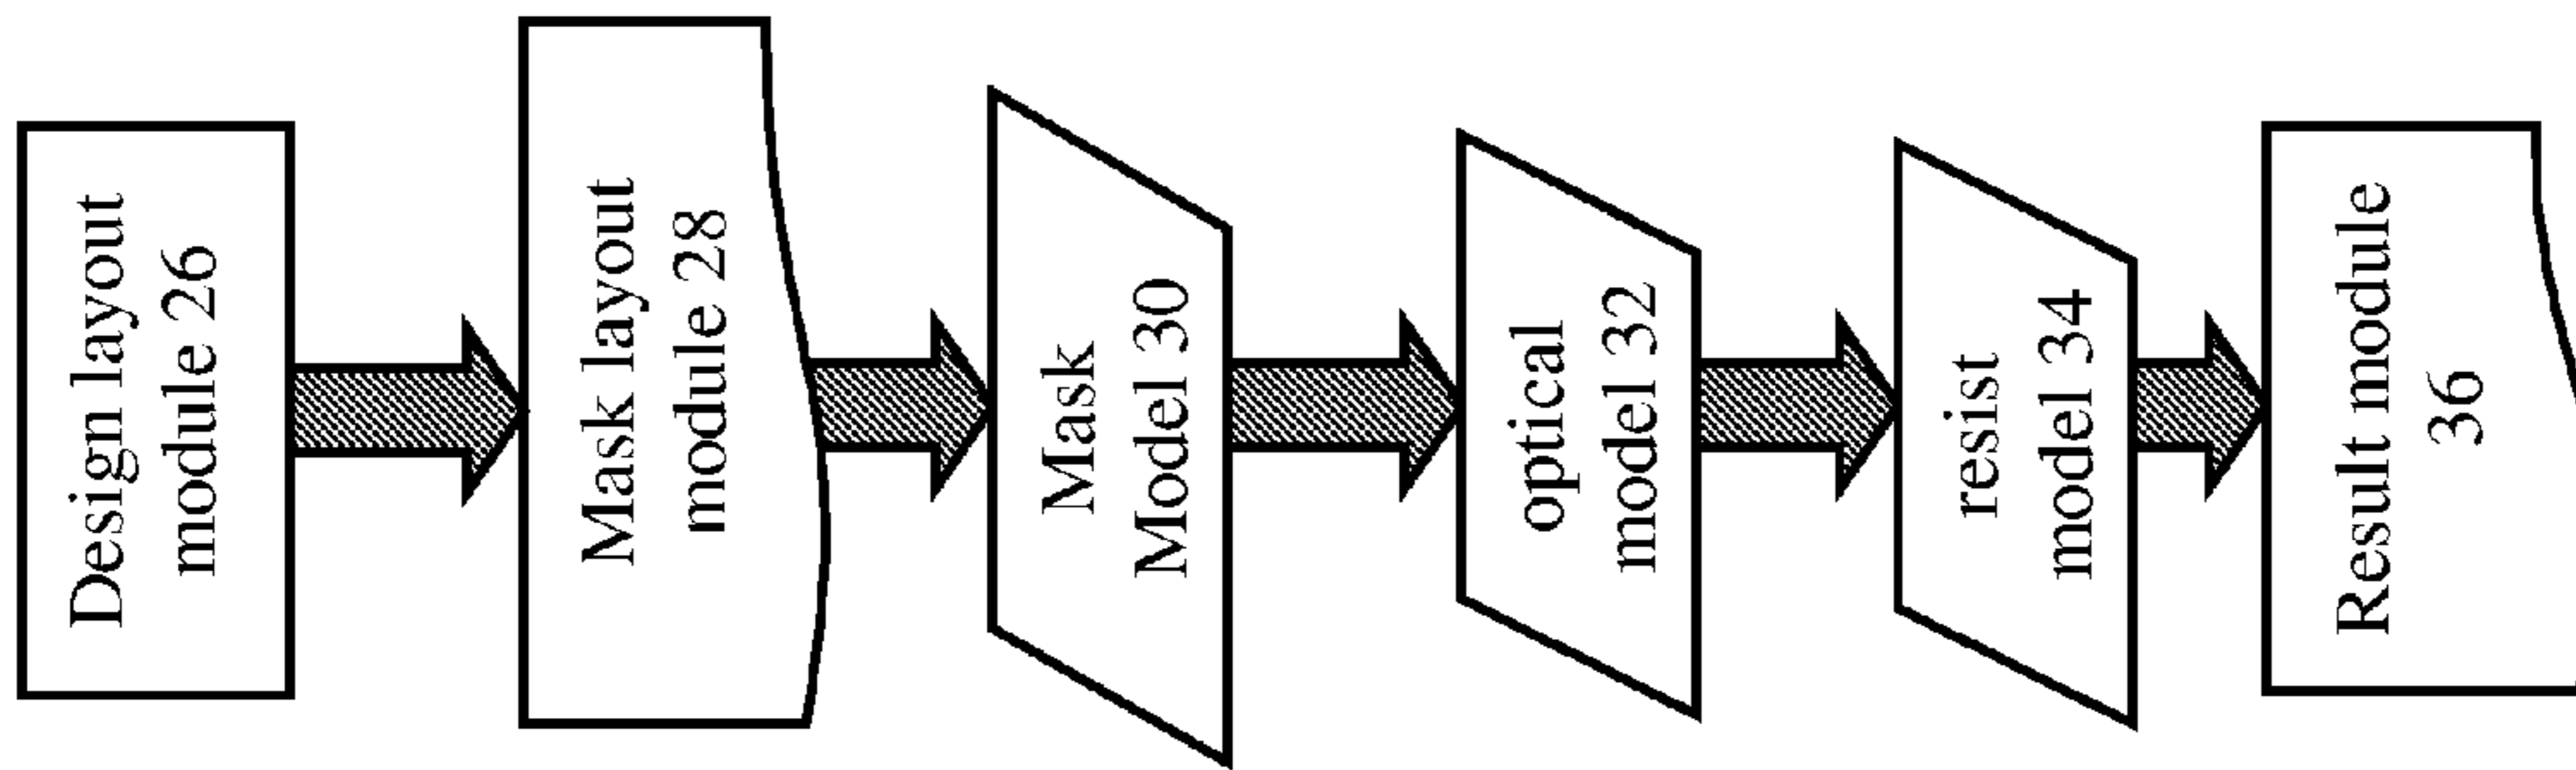 Design layout
module 26
Mask layout
module 28
Mask
Model 30
optical
model 32
resist
model 34
Result module
36